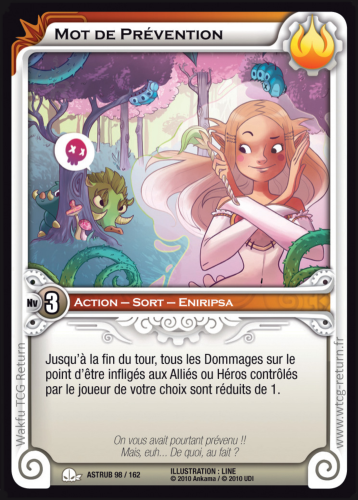 Mot de Prévention
Nv 3
Action – Sort – Eniripsa
Jusqu'à la fin du tour, tous les Dommages sur le
point d'être infligés aux Alliés ou Héros contrôlés
par le joueur de votre choix sont réduits de 1.
On vous avait pourtant prévenu !!
Mais, euh... De quoi, au fait ?
Wakfu TCG Return
www.wtcg-return.fr
ASTRUB 98 / 162
ILLUSTRATION : LINE
© 2010 Ankama / © 2010 UDI